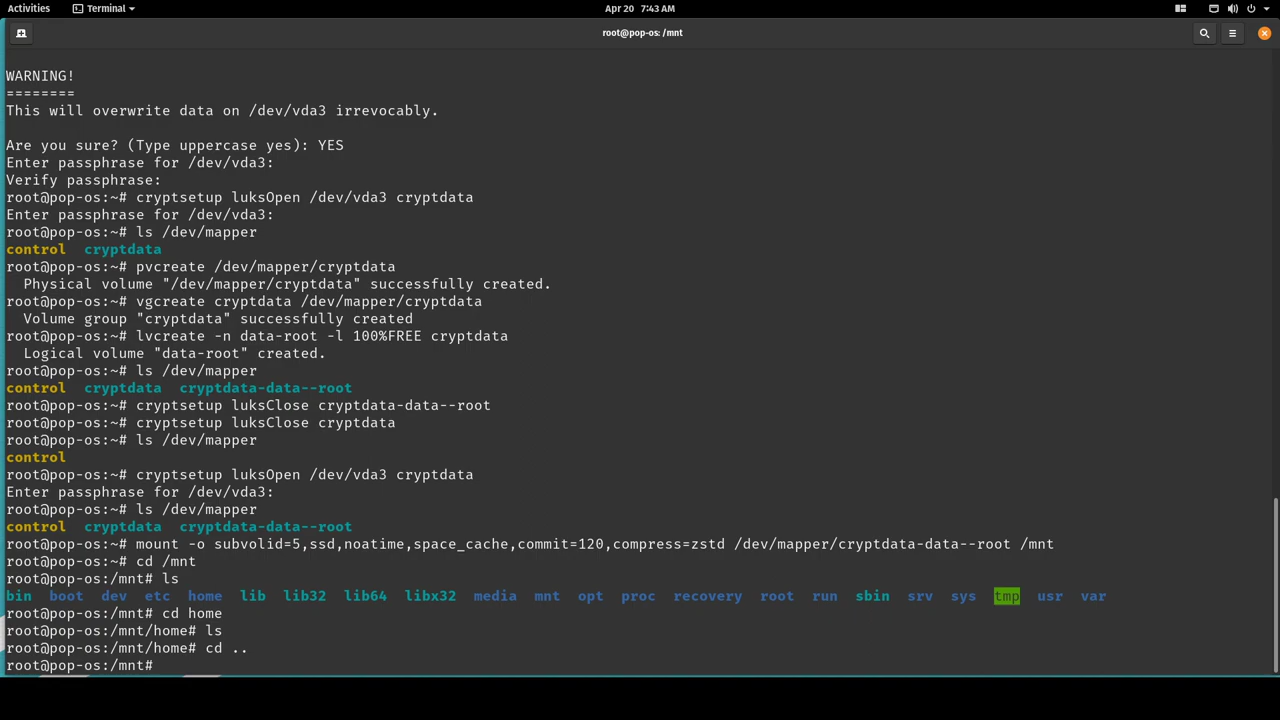 Activities Terminal Apr 20 7:43 AM
root@pop-os: /mnt
WARNING!
========
This will overwrite data on /dev/vda3 irrevocably.
Are you sure? (Type uppercase yes): YES
Enter passphrase for /dev/vda3:
Verify passphrase:
root@pop-os:~# cryptsetup luksOpen /dev/vda3 cryptdata
Enter passphrase for /dev/vda3:
root@pop-os:~# ls /dev/mapper
control cryptdata
root@pop-os:~# pvcreate /dev/mapper/cryptdata
  Physical volume "/dev/mapper/cryptdata" successfully created.
root@pop-os:~# vgcreate cryptdata /dev/mapper/cryptdata
  Volume group "cryptdata" successfully created
root@pop-os:~# lvcreate -n data-root -l 100%FREE cryptdata
  Logical volume "data-root" created.
root@pop-os:~# ls /dev/mapper
control cryptdata cryptdata-data--root
root@pop-os:~# cryptsetup luksClose cryptdata-data--root
root@pop-os:~# cryptsetup luksClose cryptdata
root@pop-os:~# ls /dev/mapper
control
root@pop-os:~# cryptsetup luksOpen /dev/vda3 cryptdata
Enter passphrase for /dev/vda3:
root@pop-os:~# ls /dev/mapper
control cryptdata cryptdata-data--root
root@pop-os:~# mount -o subvolid=5,ssd,noatime,space_cache,commit=120,compress=zstd /dev/mapper/cryptdata-data--root /mnt
root@pop-os:~# cd /mnt
root@pop-os:/mnt# ls
bin boot dev etc home lib lib32 lib64 libx32 media mnt opt proc recovery root run sbin srv sys tmp usr var
root@pop-os:/mnt# cd home
root@pop-os:/mnt/home# ls
root@pop-os:/mnt/home# cd ..
root@pop-os:/mnt#